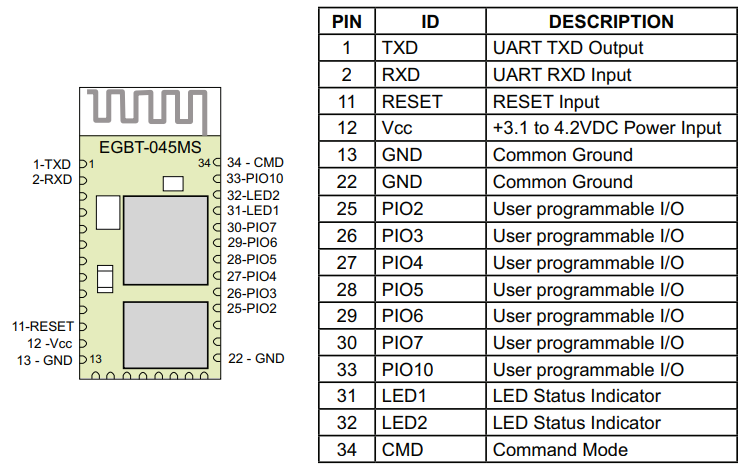 EGBT-045MS
1-TXD
1
34
34 - CMD
2-RXD
33-PIO10
32-LED2
31-LED1
30-PIO7
29-PIO6
28-PIO5
27-PIO4
26-PIO3
25-PIO2
11-RESET
12 -Vcc
13 - GND
13
22 - GND
PIN ID DESCRIPTION
1 TXD UART TXD Output
2 RXD UART RXD Input
11 RESET RESET Input
12 Vcc +3.1 to 4.2VDC Power Input
13 GND Common Ground
22 GND Common Ground
25 PIO2 User programmable I/O
26 PIO3 User programmable I/O
27 PIO4 User programmable I/O
28 PIO5 User programmable I/O
29 PIO6 User programmable I/O
30 PIO7 User programmable I/O
33 PIO10 User programmable I/O
31 LED1 LED Status Indicator
32 LED2 LED Status Indicator
34 CMD Command Mode